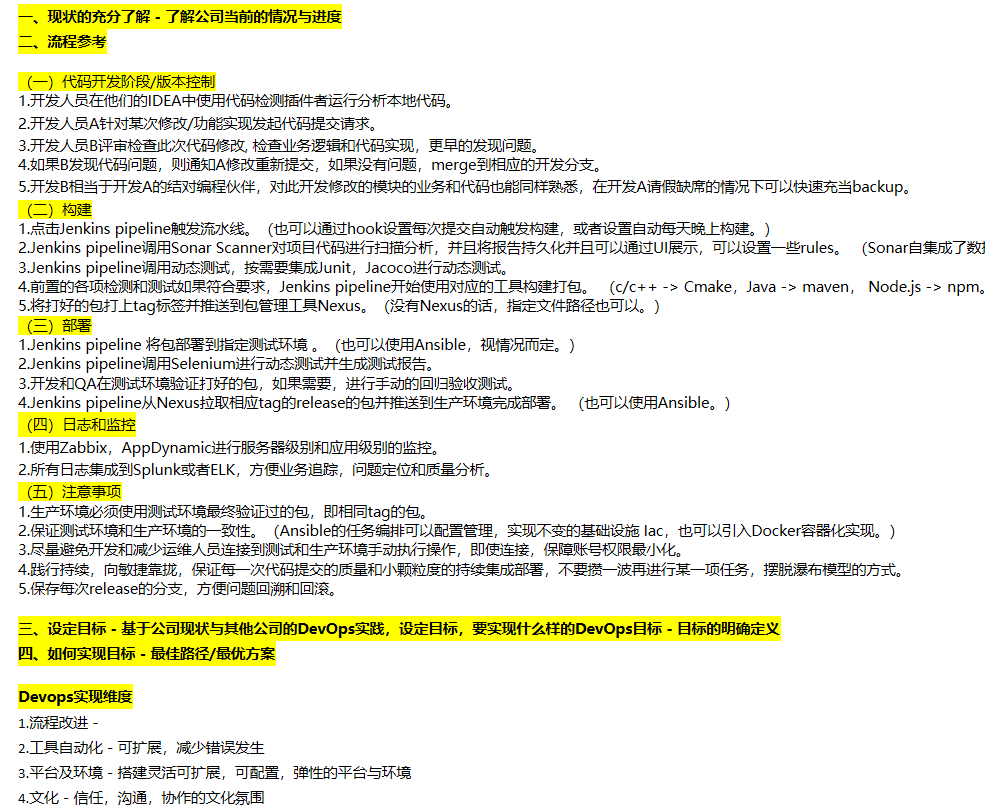 一、现状的充分了解 - 了解公司当前的情况与进度
二、流程参考
（一）代码开发阶段/版本控制
1.开发人员在他们的IDEA中使用代码检测插件者运行分析本地代码。
2.开发人员A针对某次修改/功能实现发起代码提交请求。
3.开发人员B评审检查此次代码修改, 检查业务逻辑和代码实现，更早的发现问题。
4.如果B发现代码问题，则通知A修改重新提交，如果没有问题，merge到相应的开发分支。
5.开发B相当于开发A的结对编程伙伴，对此开发修改的模块的业务和代码也能同样熟悉，在开发A请假缺席的情况下可以快速充当backup。
（二）构建
1.点击Jenkins pipeline触发流水线。（也可以通过hook设置每次提交自动触发构建，或者设置自动每天晚上构建。）
2.Jenkins pipeline调用Sonar Scanner对项目代码进行扫描分析，并且将报告持久化并且可以通过UI展示，可以设置一些rules。（Sonar自集成了数
3.Jenkins pipeline调用动态测试，按需要集成Junit，Jacoco进行动态测试。
4.前置的各项检测和测试如果符合要求，Jenkins pipeline开始使用对应的工具构建打包。（c/c++ -> Cmake，Java -> maven， Node.js -> npm。
5.将打好的包打上tag标签并推送到包管理工具Nexus。（没有Nexus的话，指定文件路径也可以。）
（三）部署
1.Jenkins pipeline 将包部署到指定测试环境 。（也可以使用Ansible，视情况而定。）
2.Jenkins pipeline调用Selenium进行动态测试并生成测试报告。
3.开发和QA在测试环境验证打好的包，如果需要，进行手动的回归验收测试。
4.Jenkins pipeline从Nexus拉取相应tag的release的包并推送到生产环境完成部署。 （也可以使用Ansible。）
（四）日志和监控
1.使用Zabbix，AppDynamic进行服务器级别和应用级别的监控。
2.所有日志集成到Splunk或者ELK，方便业务追踪，问题定位和质量分析。
（五）注意事项
1.生产环境必须使用测试环境最终验证过的包，即相同tag的包。
2.保证测试环境和生产环境的一致性。（Ansible的任务编排可以配置管理，实现不变的基础设施 Iac，也可以引入Docker容器化实现。）
3.尽量避免开发和减少运维人员连接到测试和生产环境手动执行操作，即使连接，保障账号权限最小化。
4.践行持续，向敏捷靠拢，保证每一次代码提交的质量和小颗粒度的持续集成部署，不要攒一波再进行某一项任务，摆脱瀑布模型的方式。
5.保存每次release的分支，方便问题回溯和回滚。
三、设定目标 - 基于公司现状与其他公司的DevOps实践，设定目标，要实现什么样的DevOps目标 - 目标的明确定义
四、如何实现目标 - 最佳路径/最优方案
Devops实现维度
1.流程改进 -
2.工具自动化 - 可扩展，减少错误发生
3.平台及环境 - 搭建灵活可扩展，可配置，弹性的平台与环境
4.文化 - 信任，沟通，协作的文化氛围